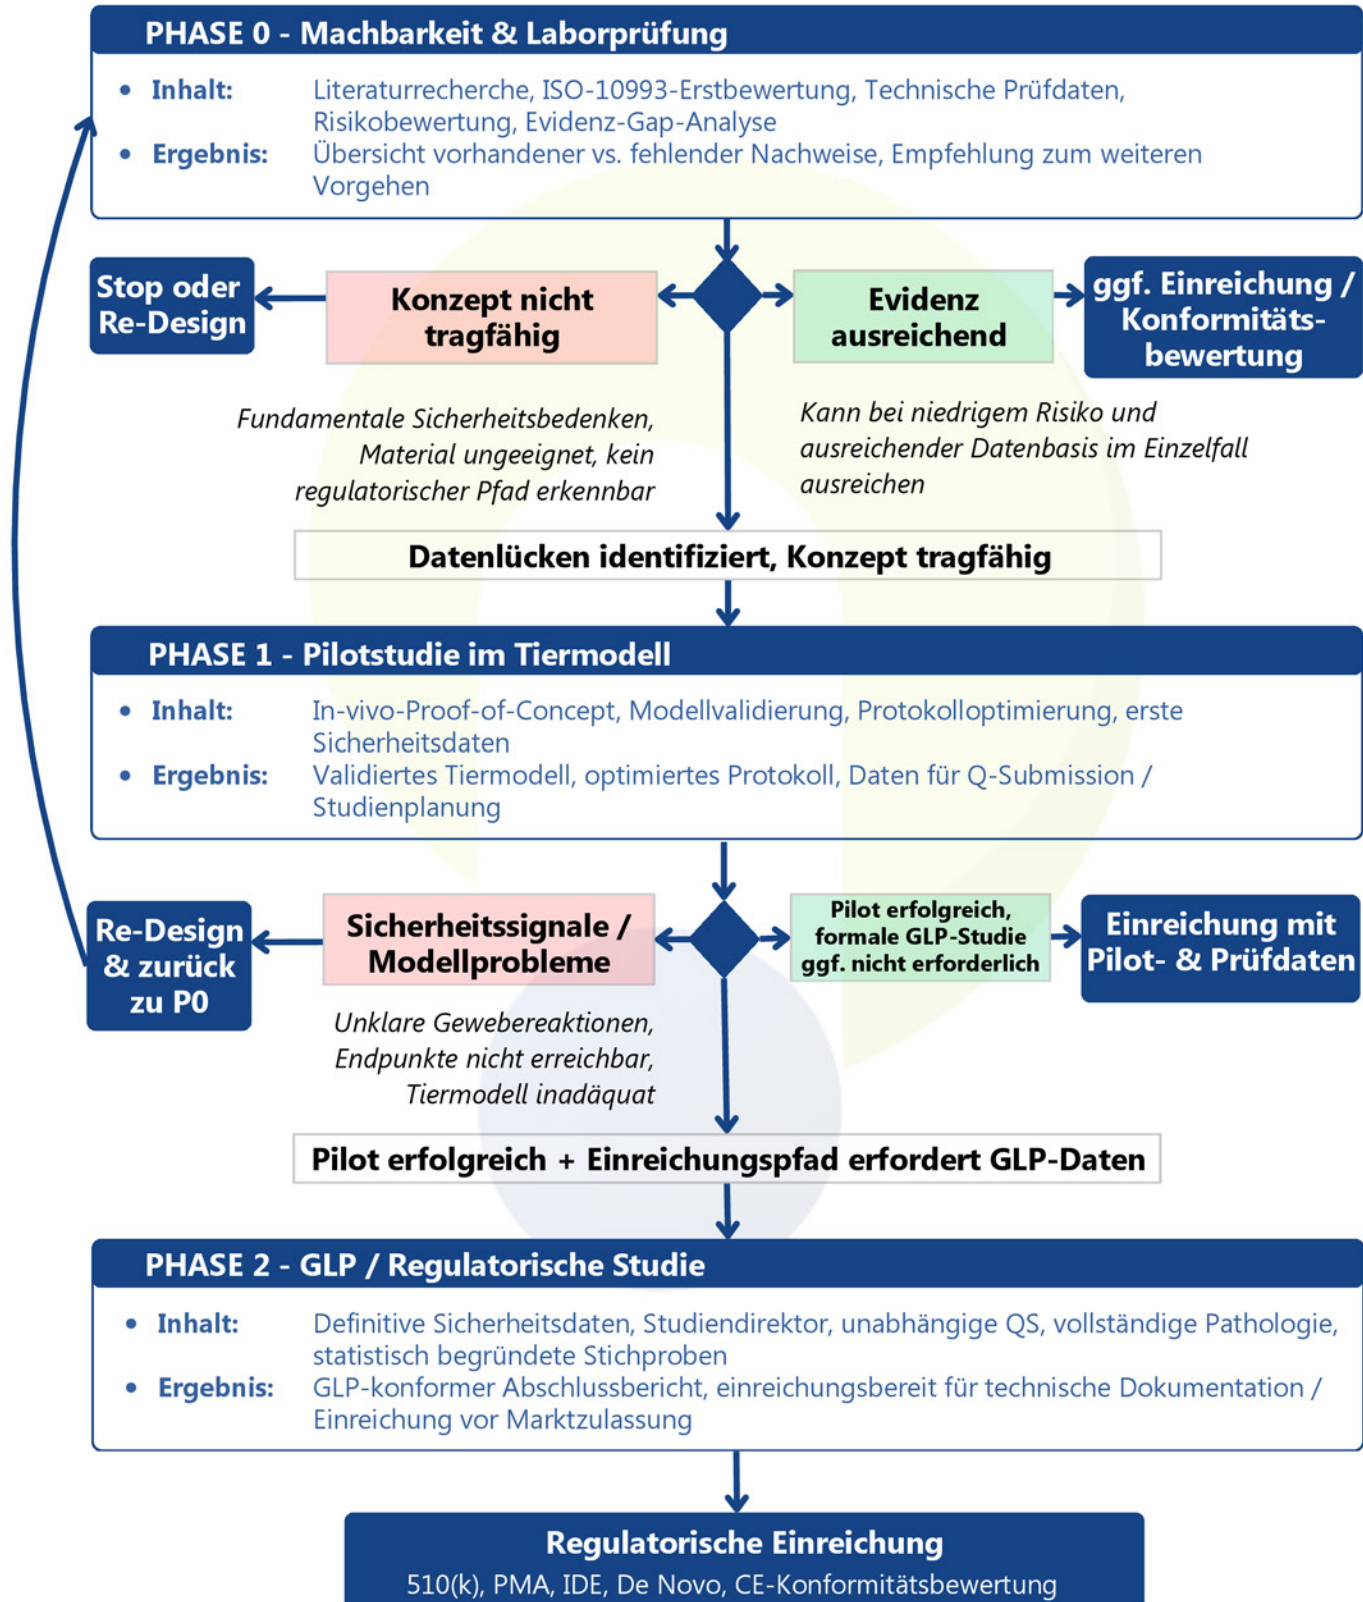 PHASE 0 - Machbarkeit & Laborprüfung
• Inhalt: Literaturrecherche, ISO-10993-Erstbewertung, Technische Prüfdaten,
Risikobewertung, Evidenz-Gap-Analyse
• Ergebnis: Übersicht vorhandener vs. fehlender Nachweise, Empfehlung zum weiteren
Vorgehen
Stop oder
Re-Design
Konzept nicht
tragfähig
Evidenz
ausreichend
ggf. Einreichung /
Konformitäts-
bewertung
Fundamentale Sicherheitsbedenken,
Material ungeeignet, kein
regulatorischer Pfad erkennbar
Kann bei niedrigem Risiko und
ausreichender Datenbasis im Einzelfall
ausreichen
Datenlücken identifiziert, Konzept tragfähig
PHASE 1 - Pilotstudie im Tiermodell
• Inhalt: In-vivo-Proof-of-Concept, Modellvalidierung, Protokolloptimierung, erste
Sicherheitsdaten
• Ergebnis: Validiertes Tiermodell, optimiertes Protokoll, Daten für Q-Submission /
Studienplanung
Re-Design
& zurück
zu P0
Sicherheitssignale /
Modellprobleme
Pilot erfolgreich,
formale GLP-Studie
ggf. nicht erforderlich
Einreichung mit
Pilot- & Prüfdaten
Unklare Gewebereaktionen,
Endpunkte nicht erreichbar,
Tiermodell inadäquat
Pilot erfolgreich + Einreichungspfad erfordert GLP-Daten
PHASE 2 - GLP / Regulatorische Studie
• Inhalt: Definitive Sicherheitsdaten, Studiendirektor, unabhängige QS, vollständige Pathologie,
statistisch begründete Stichproben
• Ergebnis: GLP-konformer Abschlussbericht, einreichungsbereit für technische Dokumentation /
Einreichung vor Marktzulassung
Regulatorische Einreichung
510(k), PMA, IDE, De Novo, CE-Konformitätsbewertung